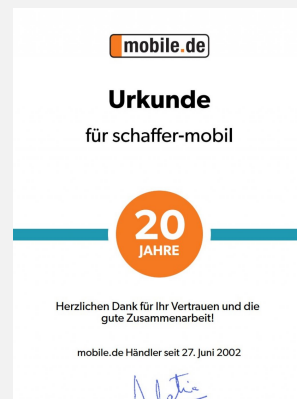 mobile.de
Urkunde
für schaffer-mobil
20
JAHRE
Herzlichen Dank für Ihr Vertrauen und die
gute Zusammenarbeit!
mobile.de Händler seit 27. Juni 2002